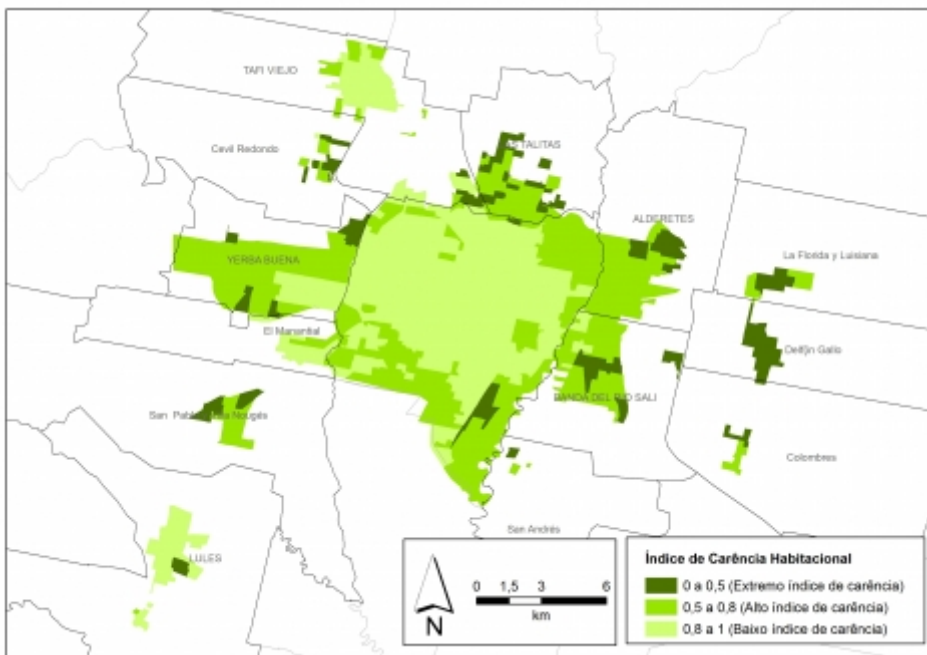 TAFI VIEJO
Cevil Redondo
TALITAS
ALDERETES
La Florida y Luisiana
YERBA BUENA
El Manantial
Delfjn Gallo
San Pablo Nougés
BANDA DEL RIO SALI
Colombres
San Andrés
LULES
N
0 1,5 3 6
km
Índice de Carência Habitacional
0 a 0,5 (Extremo índice de carência)
0,5 a 0,8 (Alto índice de carência)
0,8 a 1 (Baixo índice de carência)